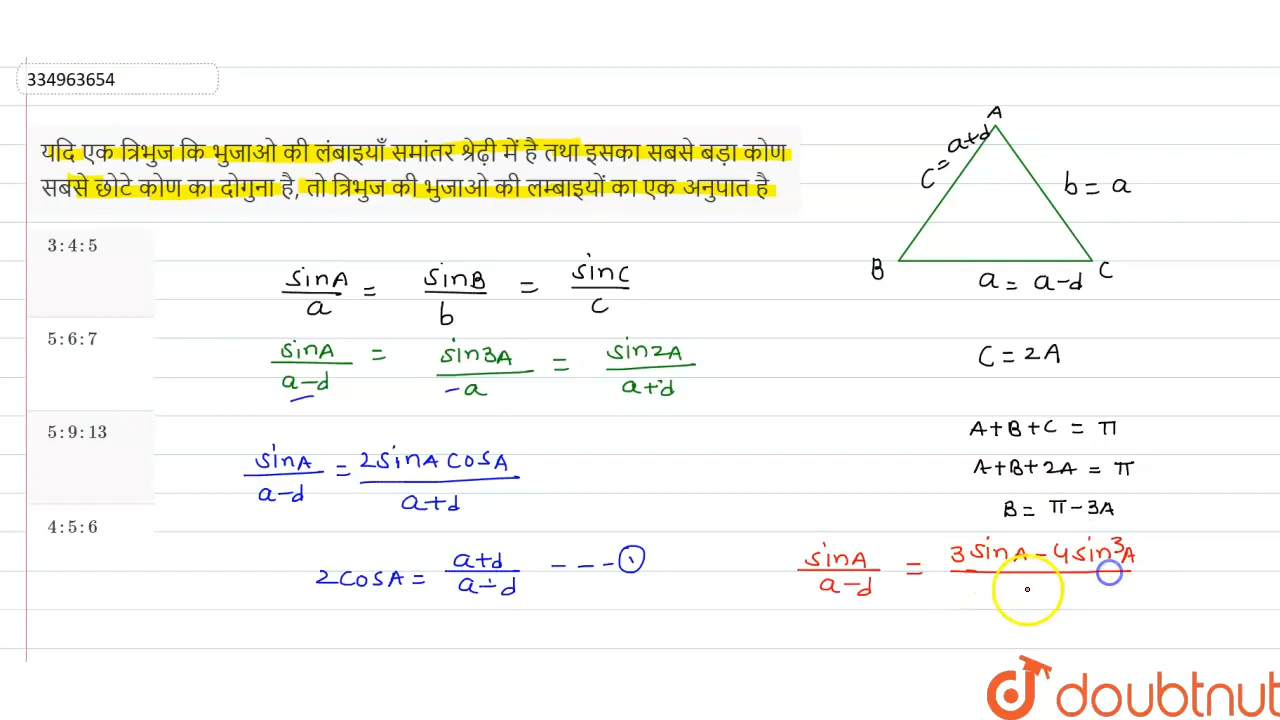 334963654
यदि एक त्रिभुज कि भुजाओ की लंबाइयाँ समांतर श्रेढ़ी में है तथा इसका सबसे बड़ा कोण
सबसे छोटे कोण का दोगुना है, तो त्रिभुज की भुजाओ की लम्बाइयों का एक अनुपात है
3 : 4 : 5
5 : 6 : 7
5 : 9 : 13
4 : 5 : 6
sinA/a = sinB/b = sinC/c
sinA/a-d = sin3A/-a = sin2A/a+d
sinA/a-d = 2sinA cosA/a+d
2cosA = a+d/a-d ---①
A
c = a+d
b = a
B
a = a-d
C
C = 2A
A+B+C = π
A+B+2A = π
B = π-3A
sinA/a-d = 3sinA-4sin³A
doubtnut